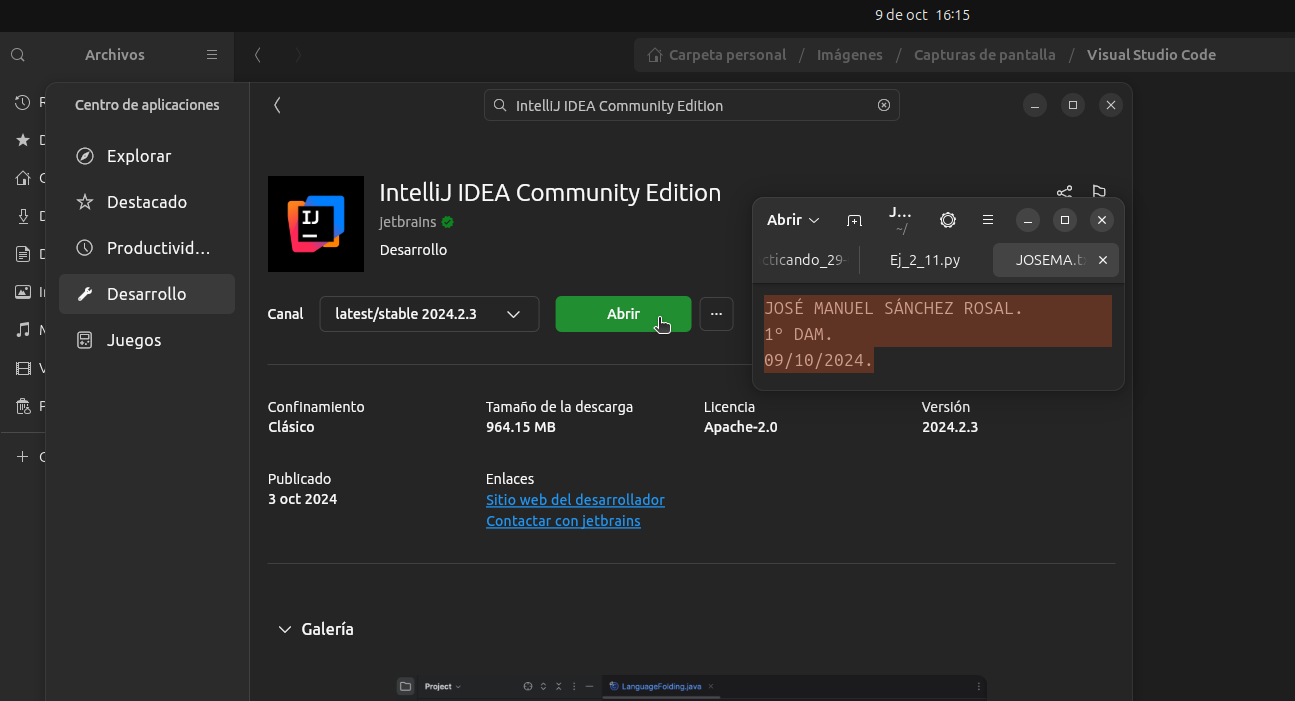 9 de oct 16:15
Archivos
Carpeta personal / Imágenes / Capturas de pantalla / Visual Studio Code
Centro de aplicaciones
IntelliJ IDEA Community Edition
Explorar
Destacado
Productivid...
Desarrollo
Juegos
IntelliJ IDEA Community Edition
Jetbrains
Desarrollo
Canal
latest/stable 2024.2.3
Abrir
Abrir
J...
~/
cticando_29-
Ej_2_11.py
JOSEMA.t
JOSÉ MANUEL SÁNCHEZ ROSAL.
1º DAM.
09/10/2024.
Confinamiento
Clásico
Tamaño de la descarga
964.15 MB
Licencia
Apache-2.0
Versión
2024.2.3
Publicado
3 oct 2024
Enlaces
Sitio web del desarrollador
Contactar con jetbrains
Galería
Project
LanguageFolding.java